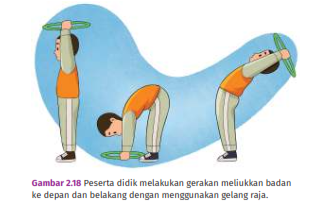 Gambar 2.18 Peserta didik melakukan gerakan meliukkan badan
ke depan dan belakang dengan menggunakan gelang raja.